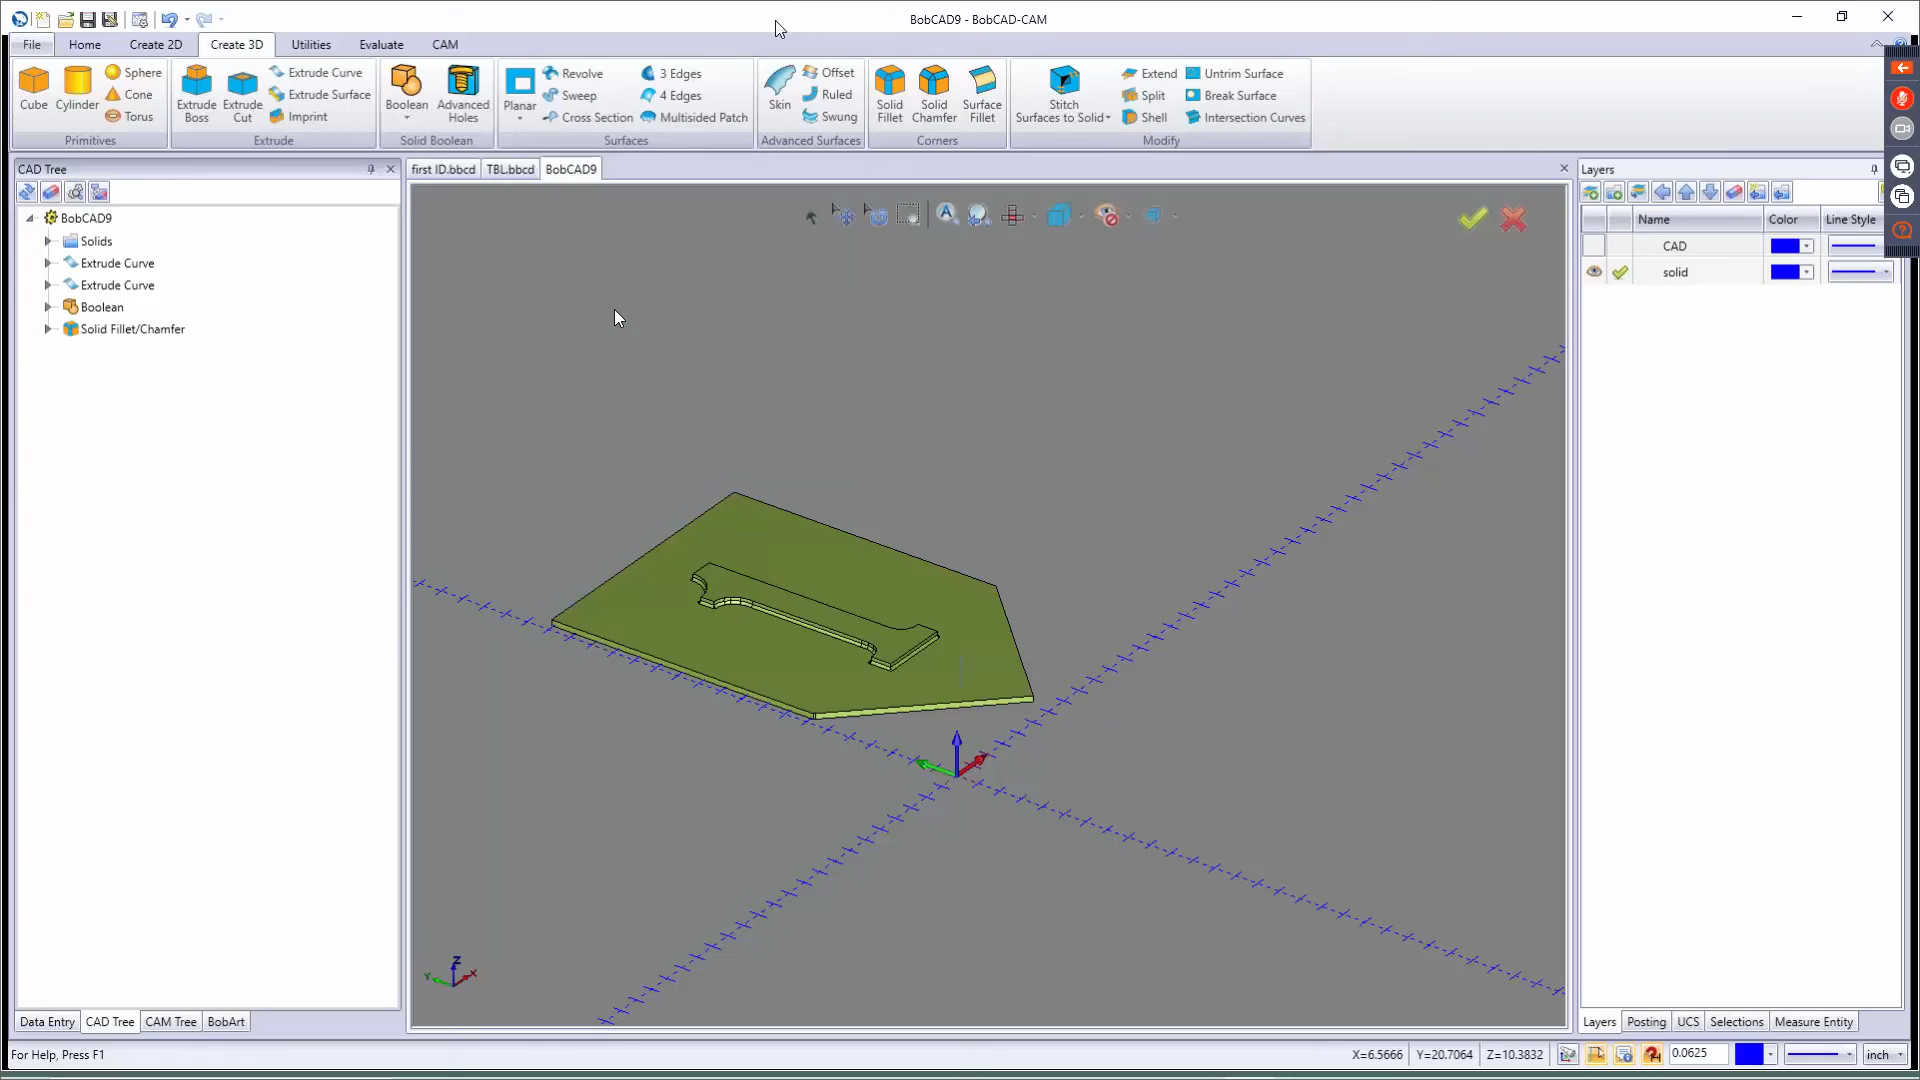 BobCAD9 - BobCAD-CAM
File Home Create 2D Create 3D Utilities Evaluate CAM
Cube Cylinder Sphere Cone Torus
Extrude Boss Extrude Cut Extrude Curve Extrude Surface Imprint
Boolean Advanced Holes
Planar Revolve Sweep Cross Section 3 Edges 4 Edges Multisided Patch
Skin Offset Ruled Swung
Solid Fillet Solid Chamfer Surface Fillet
Stitch Surfaces to Solid Extend Split Shell Untrim Surface Break Surface Intersection Curves
Primitives Extrude Solid Boolean Surfaces Advanced Surfaces Corners Modify
CAD Tree
first ID.bbcd TBL.bbcd BobCAD9
Layers
BobCAD9
Solids
Extrude Curve
Extrude Curve
Boolean
Solid Fillet/Chamfer
Name Color Line Style
CAD
solid
Z
Y
X
Data Entry CAD Tree CAM Tree BobArt
Layers Posting UCS Selections Measure Entity
For Help, Press F1
X=6.5666 Y=20.7064 Z=10.3832 0.0625 inch